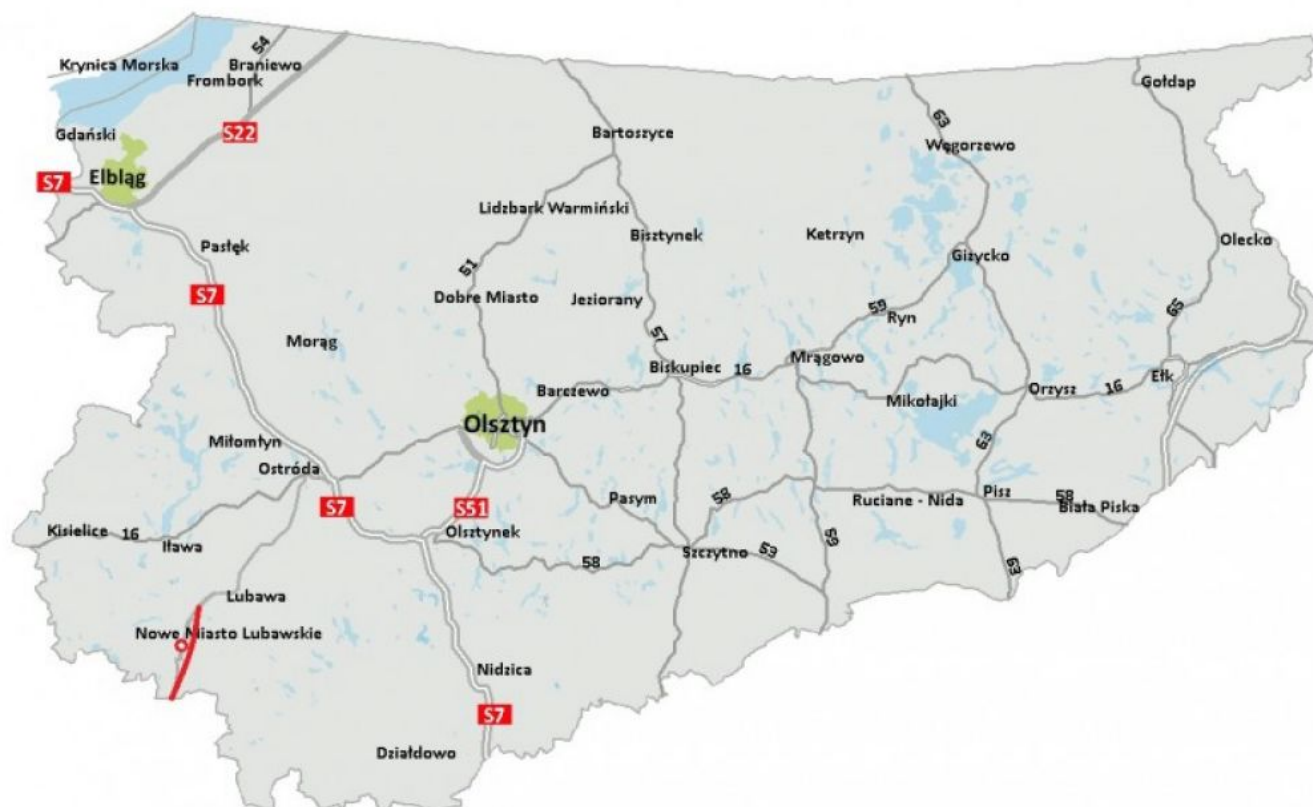 54
Krynica Morska
Braniewo
Frombork
Gołdap
63
S22
Gdański
Bartoszyce
Węgorzewo
Elbląg
S7
Lidzbark Warmiński
Bisztynek
Ketrzyn
Pasłęk
Olecko
Giżycko
51
S7
Dobre Miasto
Jeziorany
59
Ryn
65
57
Morąg
Mrągowo
Biskupiec
16
Ełk
Barczewo
Orzysz
16
Mikołajki
Olsztyn
Miłomłyn
63
Ostróda
S7
S51
Pasym
58
Ruciane - Nida
Pisz
58
Biała Piska
Kisielice
16
Iława
Olsztynek
59
Szczytno
53
58
63
Lubawa
Nowe Miasto Lubawskie
Nidzica
S7
Działdowo